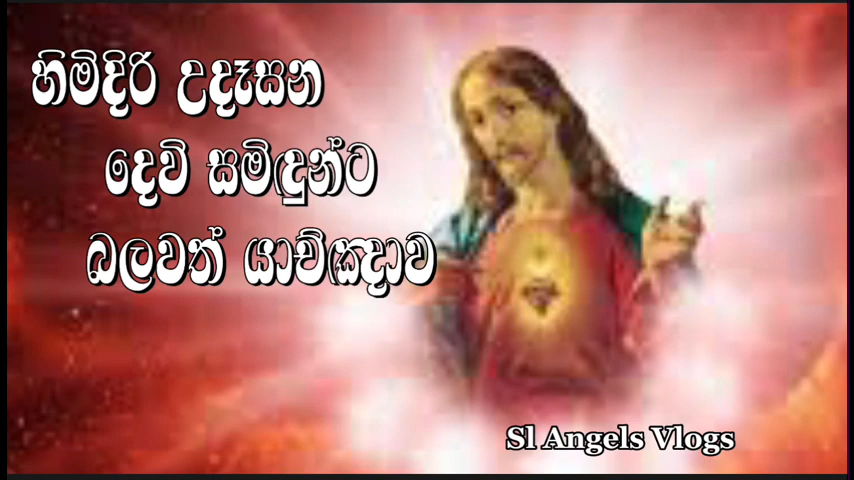 හිමිදිරි උදෑසන
දෙවි සමිඳුන්ට
බලවත් යාච්ඤාව
Sl Angels Vlogs